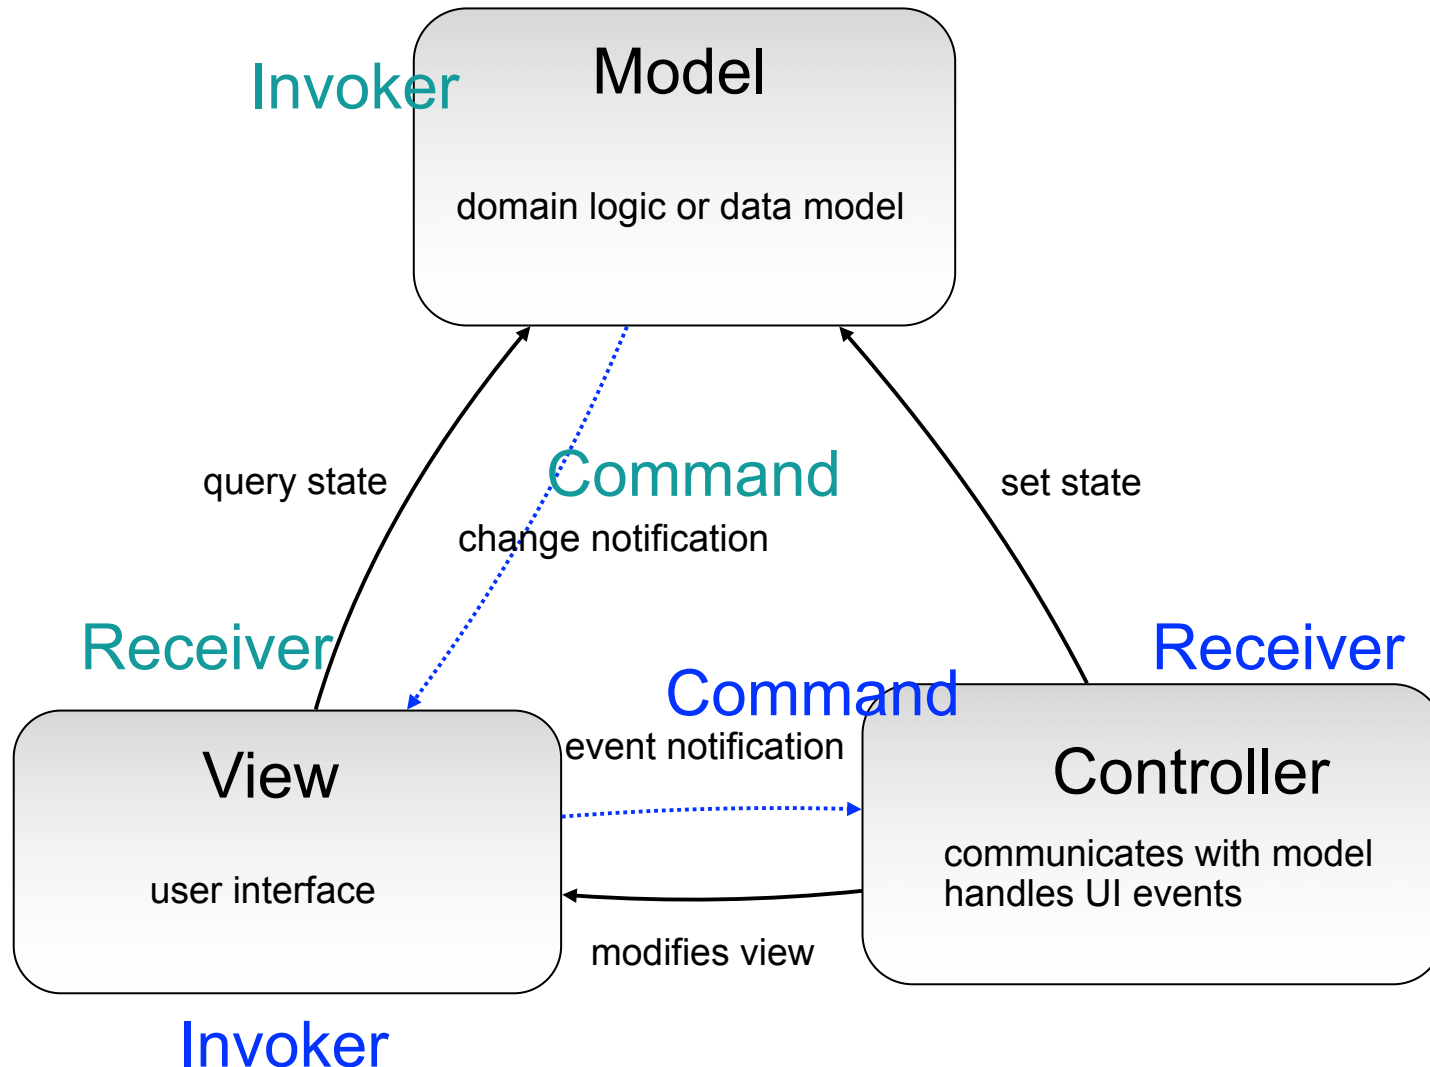 Model
Invoker
domain logic or data model
Command
query state
set state
change notification
Receiver
Receiver
Command
event notification
View
Controller
communicates with model
handles UI events
user interface
modifies view
Invoker